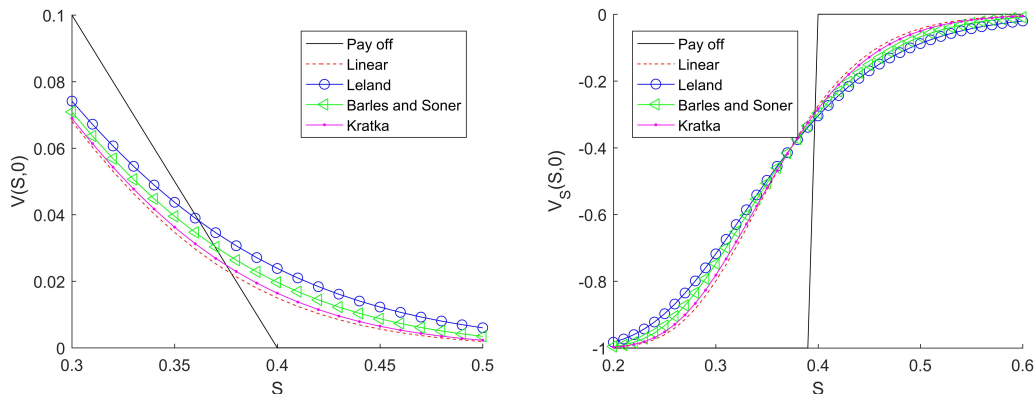 0.1
0.08
0.06
0.04
0.02
0
V(S,0)
0.3
0.35
0.4
0.45
0.5
S
Pay off
Linear
Leland
Barles and Soner
Kratka
0
-0.2
-0.4
-0.6
-0.8
-1
V_S(S,0)
0.2
0.3
0.4
0.5
0.6
S
Pay off
Linear
Leland
Barles and Soner
Kratka